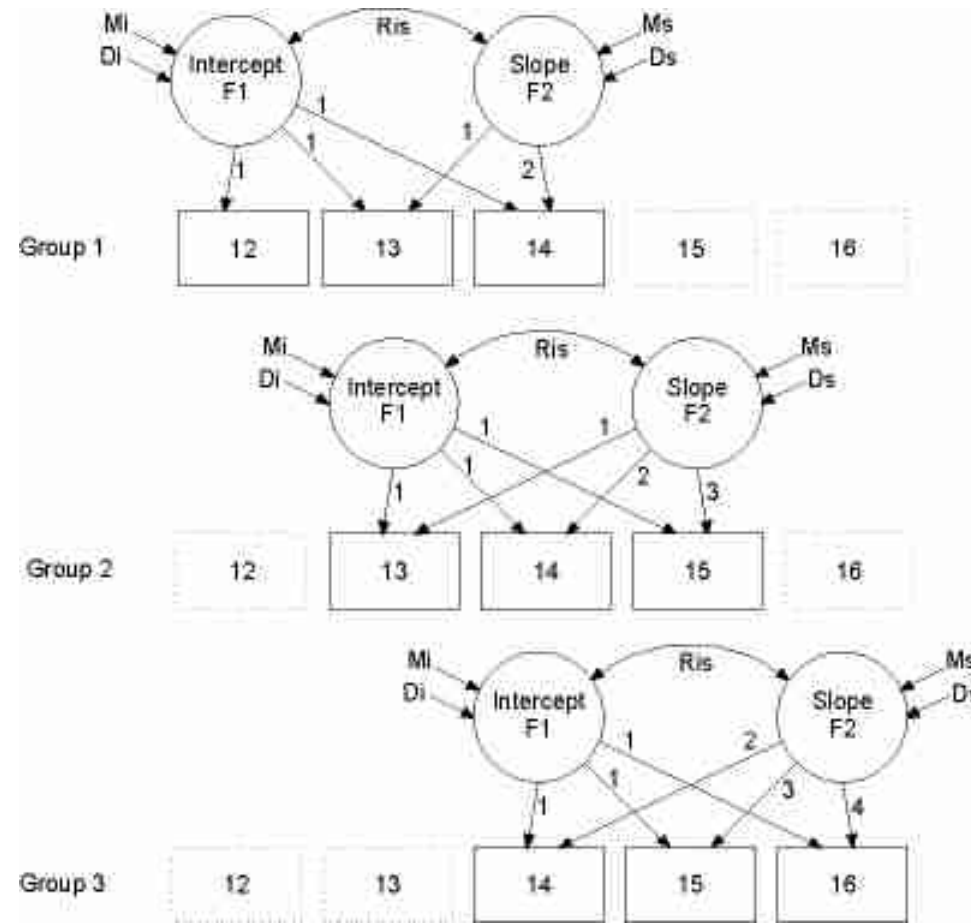 Mi
Ris
Ms
Di
Intercept
F1
Slope
F2
Ds
1
1
1
1
2
Group 1
12
13
14
15
16
Mi
Ris
Ms
Di
Intercept
F1
Slope
F2
Ds
1
1
1
2
1
3
Group 2
12
13
14
15
16
Mi
Ris
Ms
Di
Intercept
F1
Slope
F2
D
1
2
1
3
1
4
Group 3
12
13
14
15
16